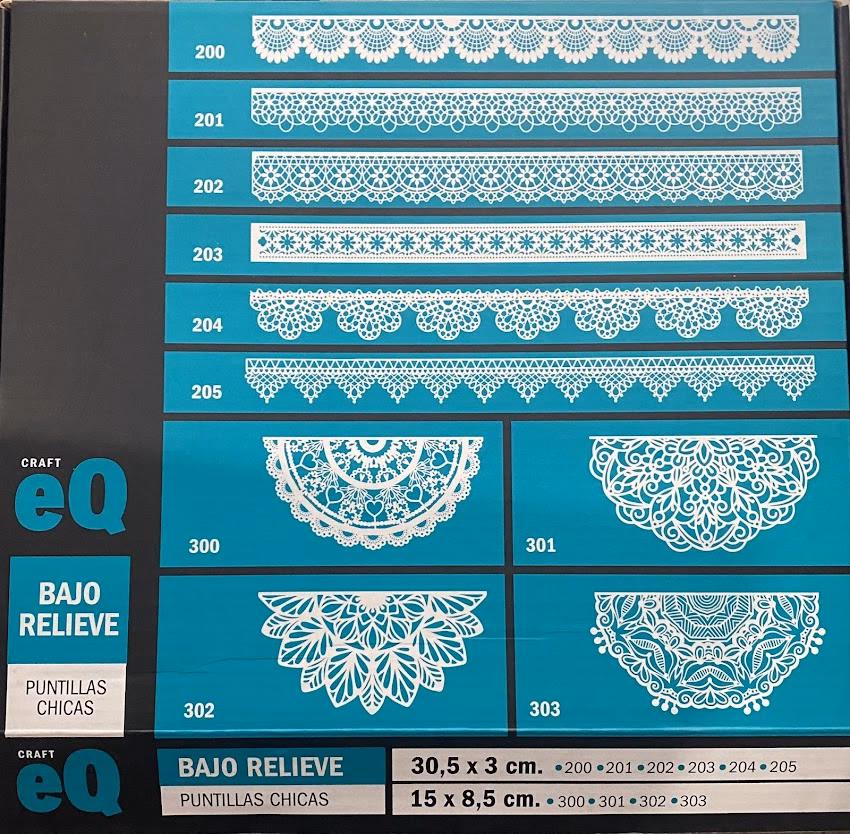 200
201
202
203
204
205
300
301
302
303
CRAFT
eQ
BAJO
RELIEVE
PUNTILLAS
CHICAS
CRAFT
eQ
BAJO RELIEVE
PUNTILLAS CHICAS
30,5 x 3 cm. •200 •201 •202 •203 •204 •205
15 x 8,5 cm. •300 •301 •302 •303